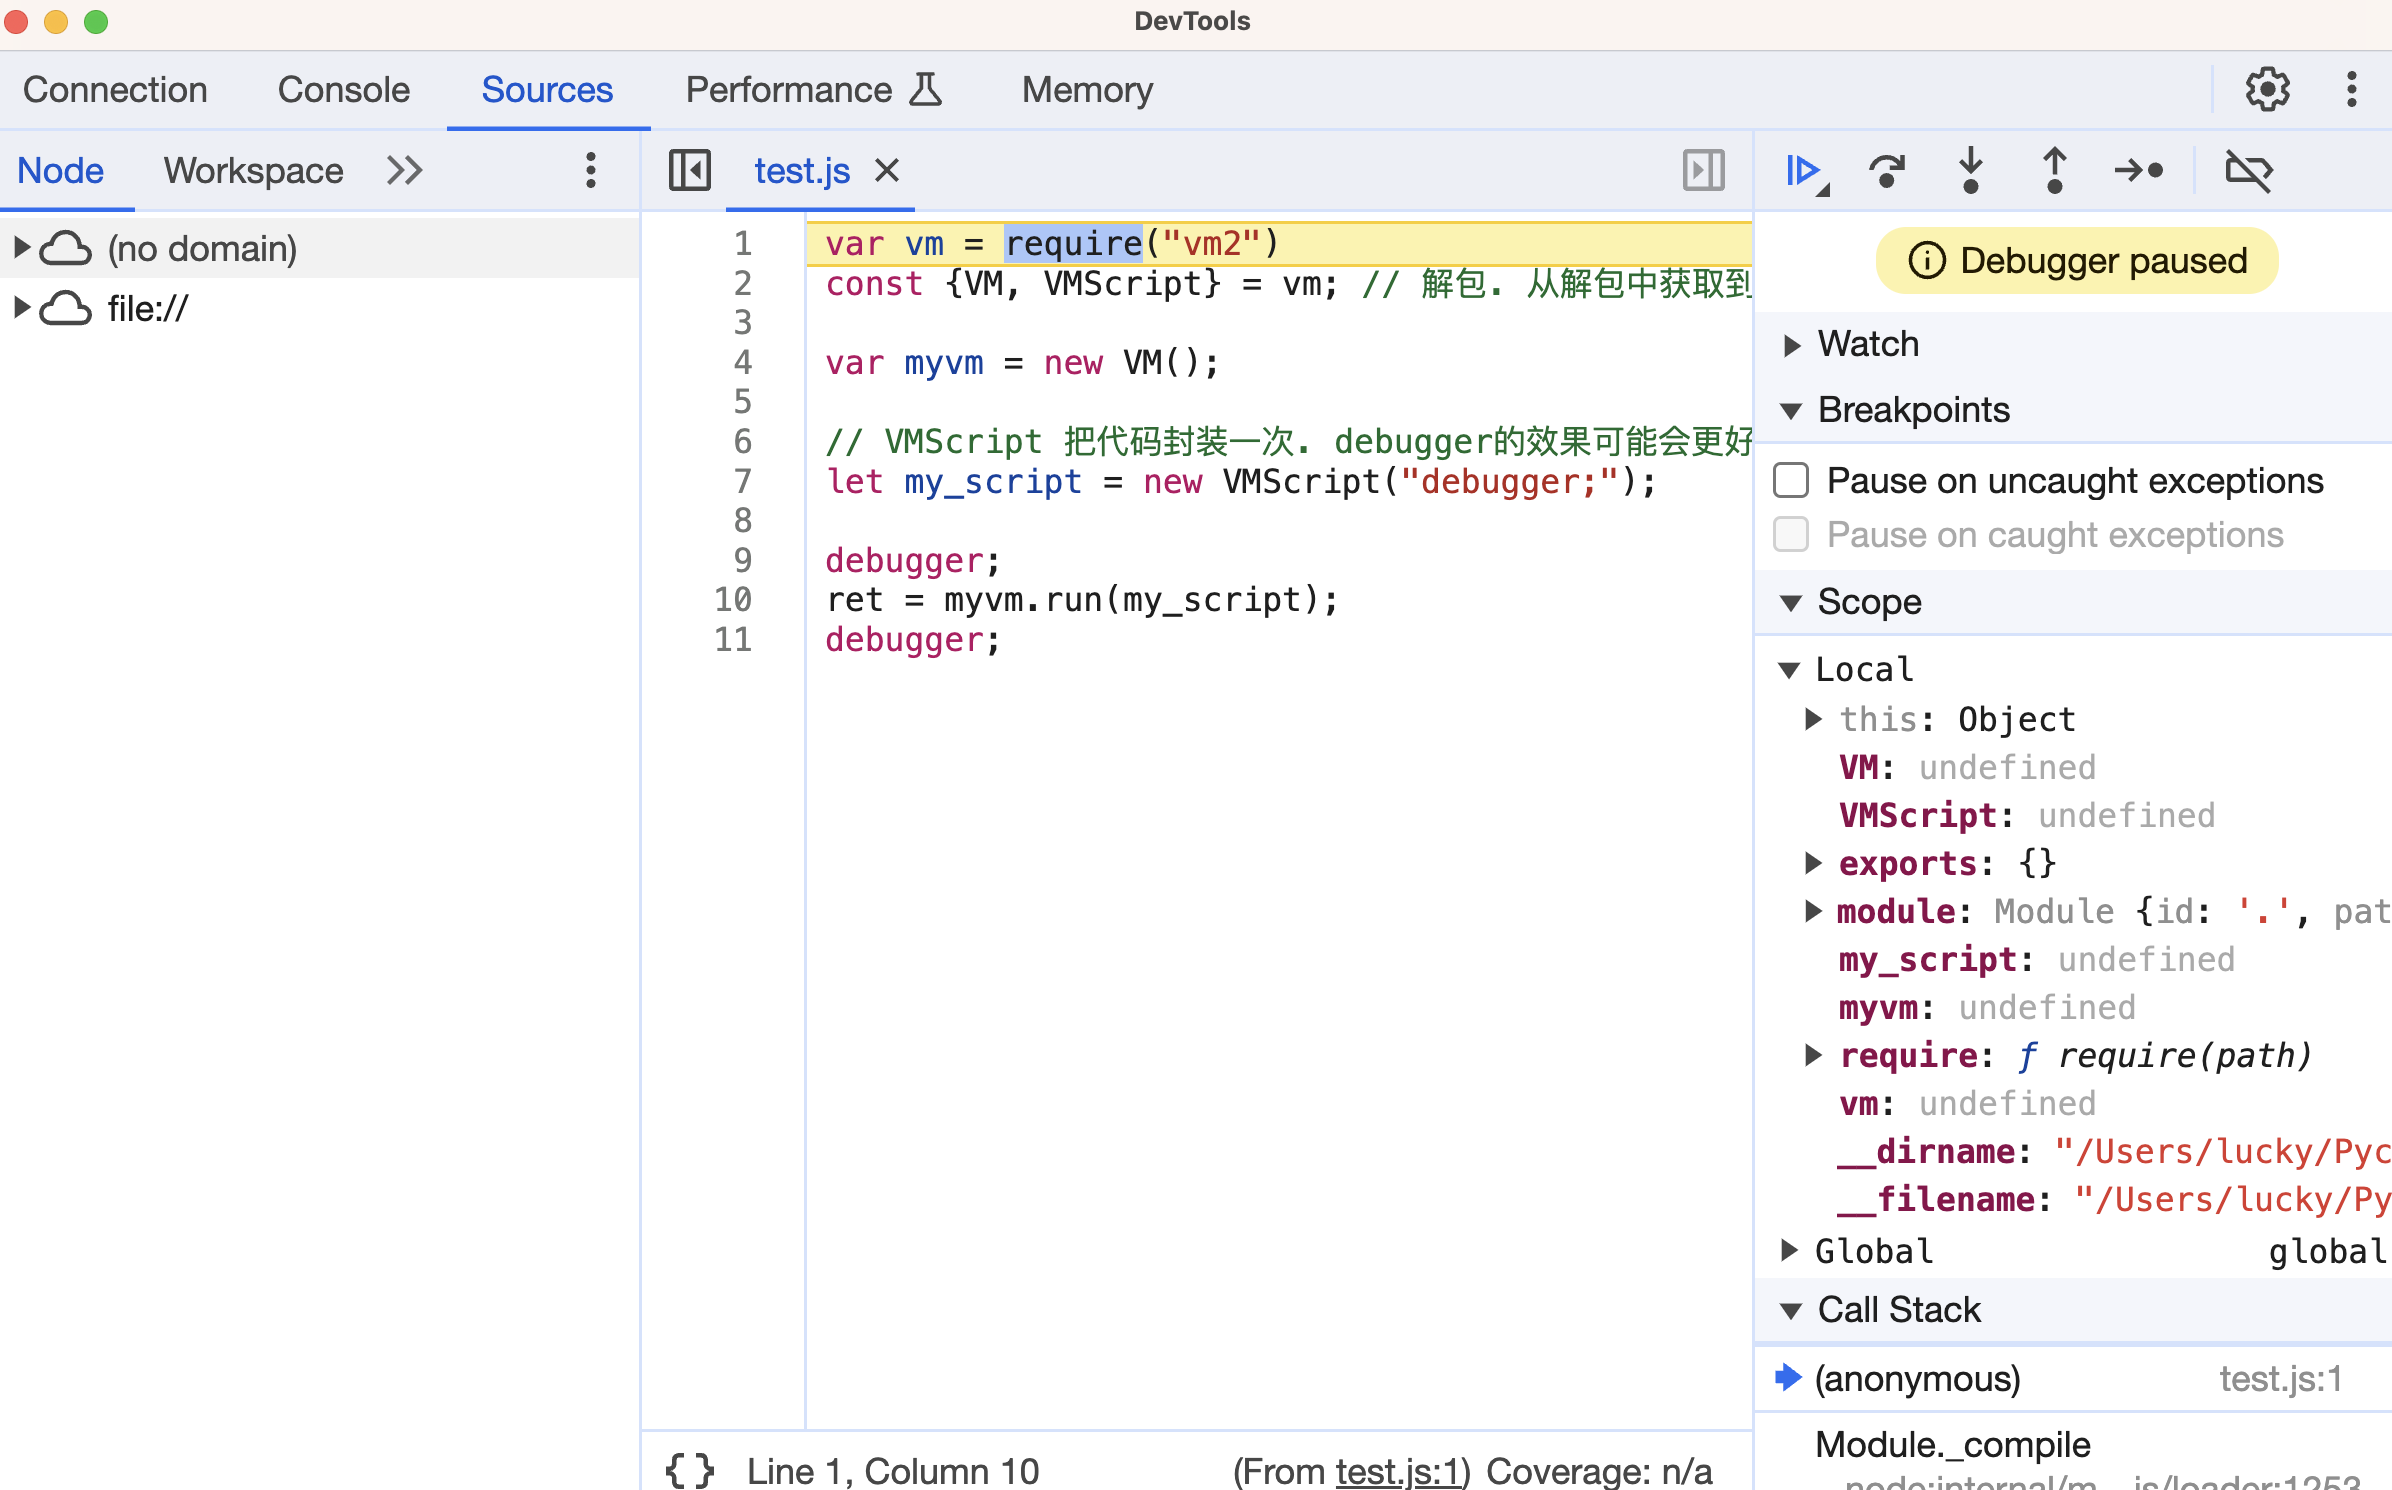 DevTools
Connection Console Sources Performance Memory
Node Workspace
test.js
(no domain)
file://
1 var vm = require("vm2")
2 const {VM, VMScript} = vm; // 解包. 从解包中获取到
3
4 var myvm = new VM();
5
6 // VMScript 把代码封装一次. debugger的效果可能会更好
7 let my_script = new VMScript("debugger;");
8
9 debugger;
10 ret = myvm.run(my_script);
11 debugger;
{} Line 1, Column 10 (From test.js:1) Coverage: n/a
Debugger paused
Watch
Breakpoints
Pause on uncaught exceptions
Pause on caught exceptions
Scope
Local
this: Object
VM: undefined
VMScript: undefined
exports: {}
module: Module {id: '.', pat
my_script: undefined
myvm: undefined
require: ƒ require(path)
vm: undefined
__dirname: "/Users/lucky/Pyc
__filename: "/Users/lucky/Py
Global global
Call Stack
(anonymous) test.js:1
Module._compile
node:internal/m…js/loader:1253